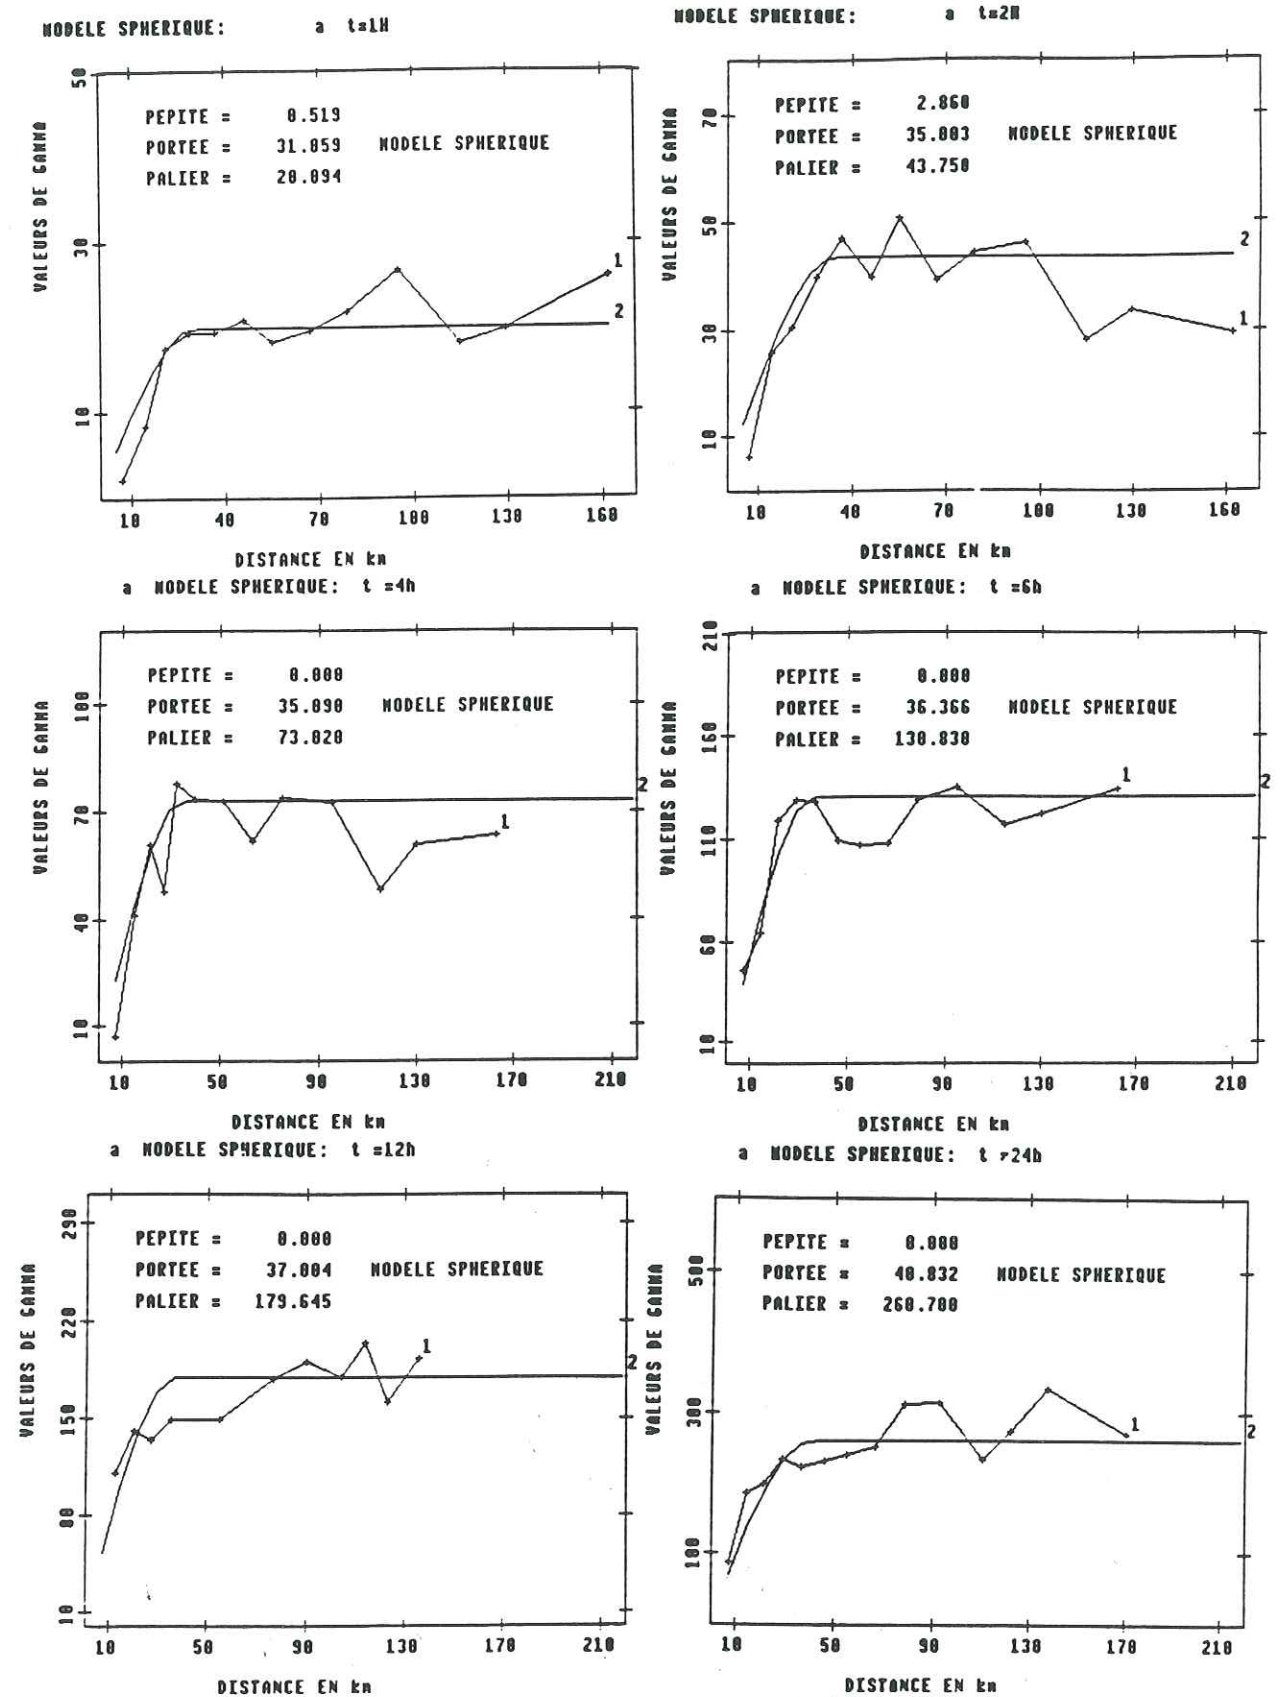 MODELE SPHERIQUE: a t=1H
VALEURS DE GAMMA
50
30
10
PEPITE = 0.519
PORTEE = 31.059 MODELE SPHERIQUE
PALIER = 20.094
1
2
10 40 70 100 130 160
DISTANCE EN km
MODELE SPHERIQUE: a t=2H
VALEURS DE GAMMA
70
50
30
10
PEPITE = 2.860
PORTEE = 35.003 MODELE SPHERIQUE
PALIER = 43.750
2
1
10 40 70 100 130 160
DISTANCE EN km
a MODELE SPHERIQUE: t =4h
VALEURS DE GAMMA
100
70
40
10
PEPITE = 0.000
PORTEE = 35.090 MODELE SPHERIQUE
PALIER = 73.020
2
1
10 50 90 130 170 210
DISTANCE EN km
a MODELE SPHERIQUE: t =6h
VALEURS DE GAMMA
210
160
110
60
10
PEPITE = 0.000
PORTEE = 36.366 MODELE SPHERIQUE
PALIER = 130.830
1
2
10 50 90 130 170 210
DISTANCE EN km
a MODELE SPHERIQUE: t =12h
VALEURS DE GAMMA
290
220
150
80
10
PEPITE = 0.000
PORTEE = 37.004 MODELE SPHERIQUE
PALIER = 179.645
1
2
10 50 90 130 170 210
DISTANCE EN km
a MODELE SPHERIQUE: t =24h
VALEURS DE GAMMA
500
300
100
PEPITE = 0.000
PORTEE = 40.832 MODELE SPHERIQUE
PALIER = 260.700
1
2
10 50 90 130 170 210
DISTANCE EN km